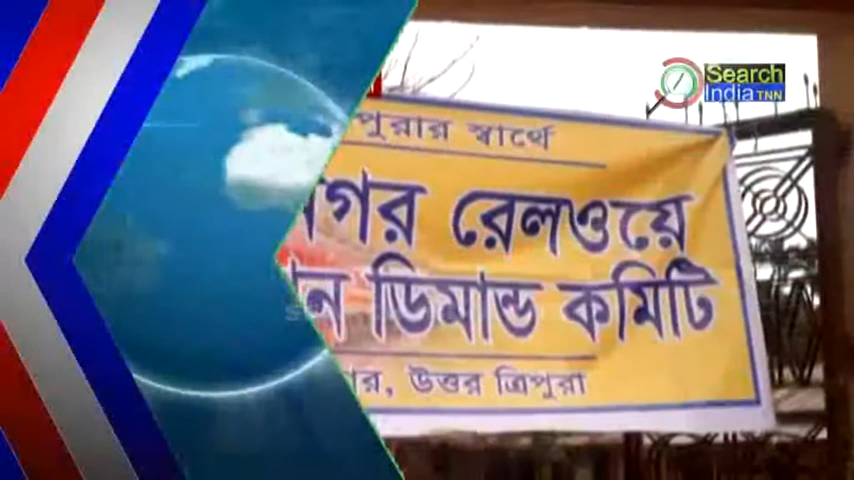 Search
India TNN
পুরার স্বার্থে
গর রেলওয়ে
ডিমান্ড কমিটি
উত্তর ত্রিপুরা